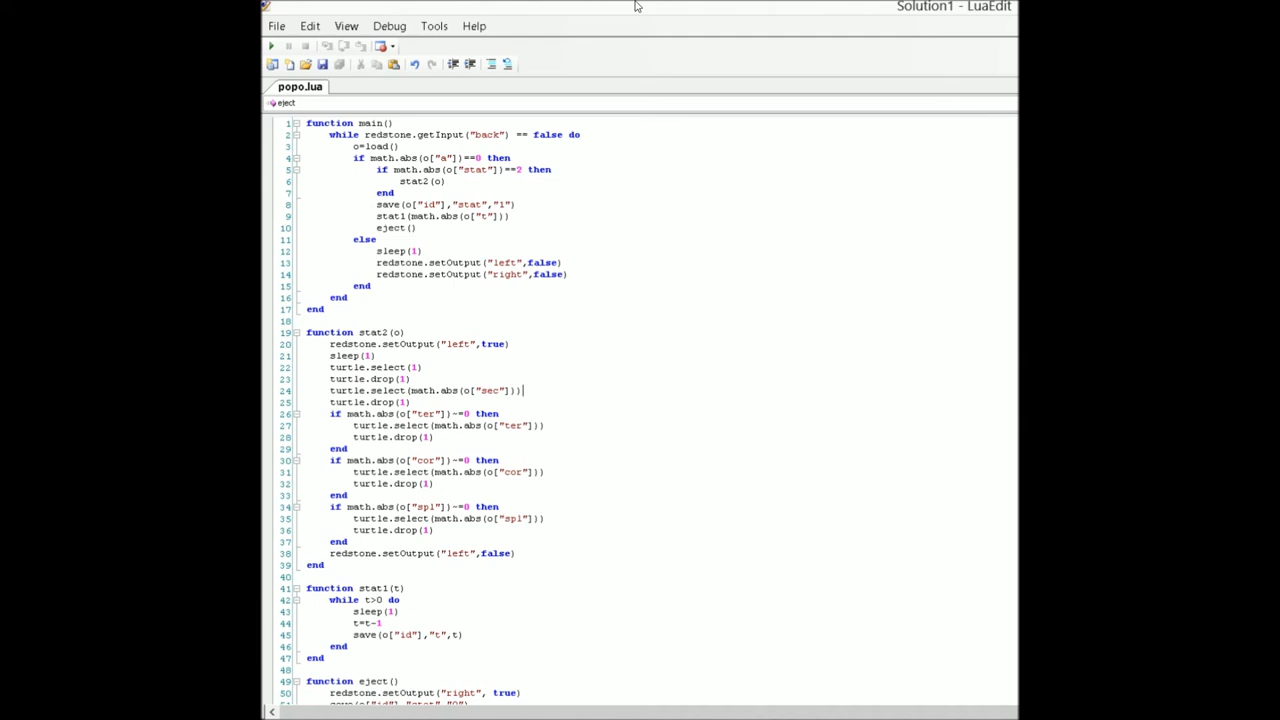 Solution1 - LuaEdit
File Edit View Debug Tools Help
popo.lua
eject
1 function main()
2 while redstone.getInput("back") == false do
3 o=load()
4 if math.abs(o["a"])==0 then
5 if math.abs(o["stat"])==2 then
6 stat2(o)
7 end
8 save(o["id"],"stat","1")
9 stat1(math.abs(o["t"]))
10 eject()
11 else
12 sleep(1)
13 redstone.setOutput("left",false)
14 redstone.setOutput("right",false)
15 end
16 end
17 end
18
19 function stat2(o)
20 redstone.setOutput("left",true)
21 sleep(1)
22 turtle.select(1)
23 turtle.drop(1)
24 turtle.select(math.abs(o["sec"]))
25 turtle.drop(1)
26 if math.abs(o["ter"])~=0 then
27 turtle.select(math.abs(o["ter"]))
28 turtle.drop(1)
29 end
30 if math.abs(o["cor"])~=0 then
31 turtle.select(math.abs(o["cor"]))
32 turtle.drop(1)
33 end
34 if math.abs(o["spl"])~=0 then
35 turtle.select(math.abs(o["spl"]))
36 turtle.drop(1)
37 end
38 redstone.setOutput("left",false)
39 end
40
41 function stat1(t)
42 while t>0 do
43 sleep(1)
44 t=t-1
45 save(o["id"],"t",t)
46 end
47 end
48
49 function eject()
50 redstone.setOutput("right", true)